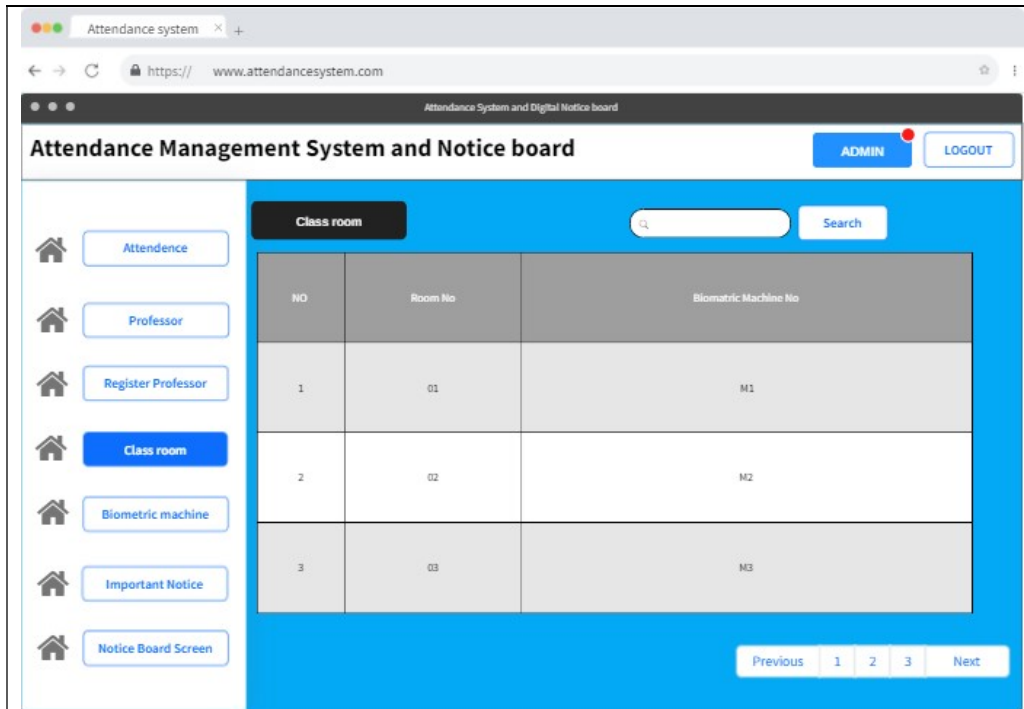 Attendance system × +
https:// www.attendancesystem.com
Attendance System and Digital Notice board
Attendance Management System and Notice board
ADMIN
LOGOUT
Attendence
Professor
Register Professor
Class room
Biometric machine
Important Notice
Notice Board Screen
Class room
Search
NO Room No Biomatric Machine No
1 01 M1
2 02 M2
3 03 M3
Previous 1 2 3 Next